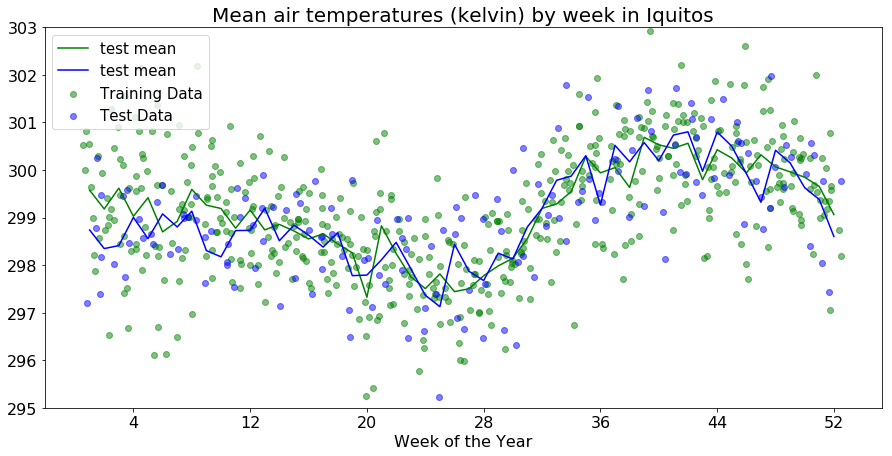 Mean air temperatures (kelvin) by week in Iquitos
303
302
301
300
299
298
297
296
295
test mean
test mean
Training Data
Test Data
4 12 20 28 36 44 52
Week of the Year